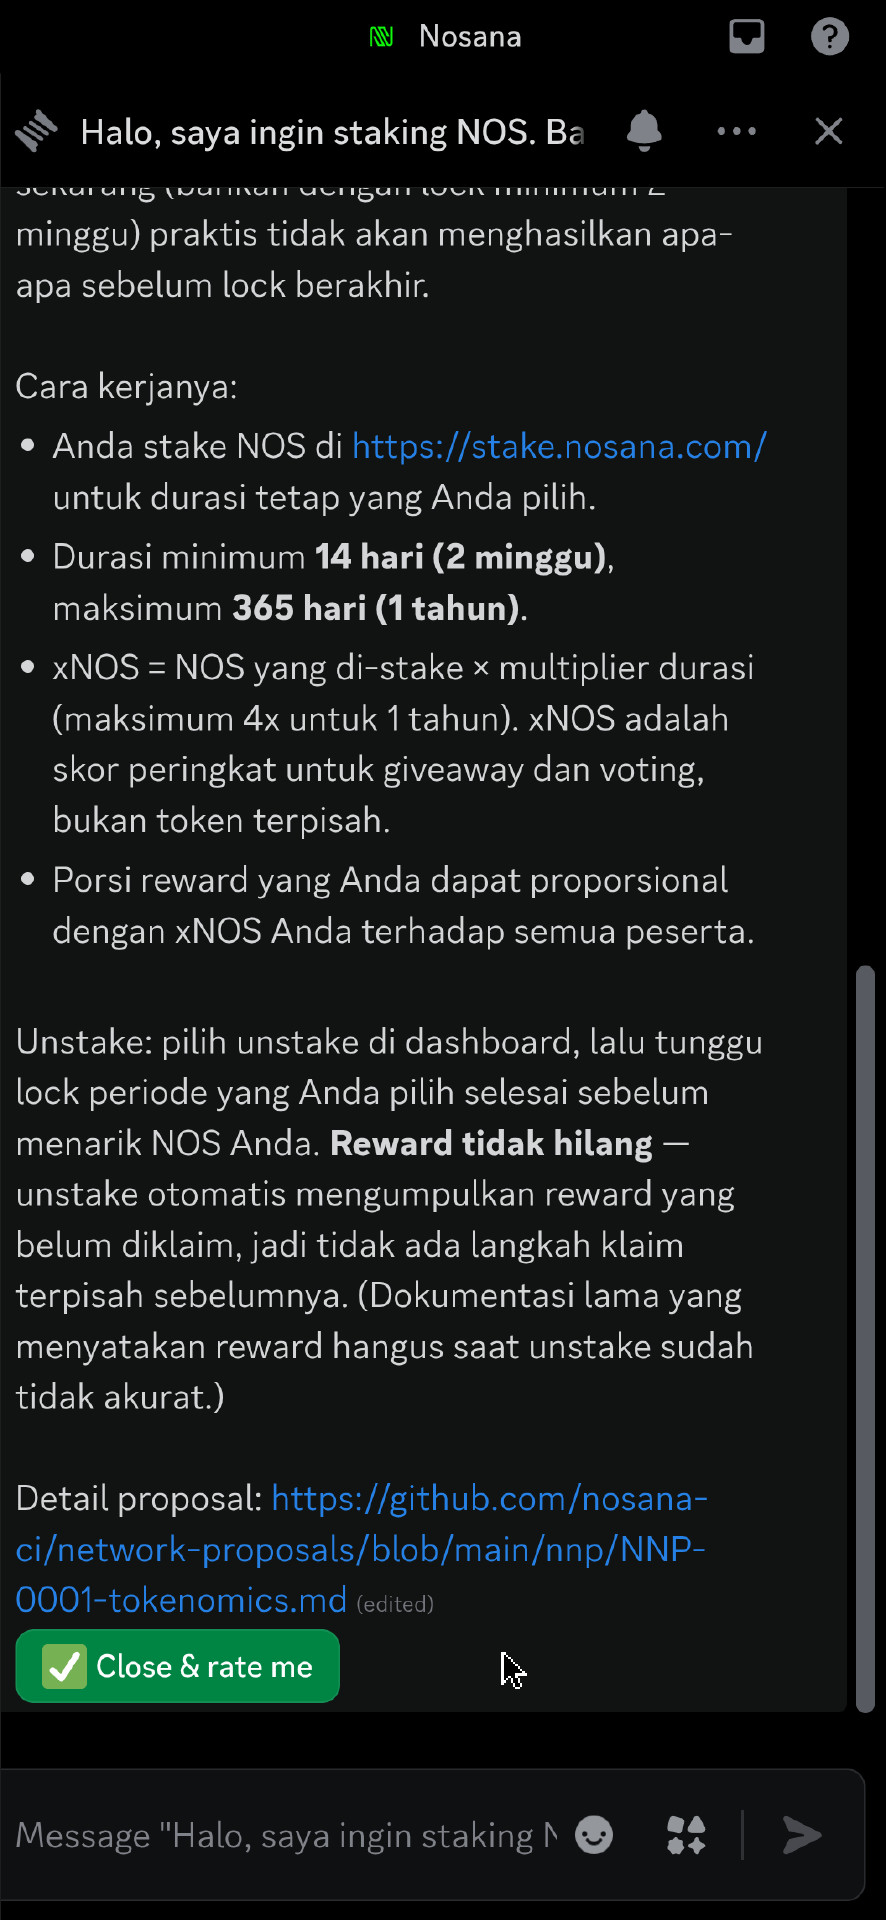 Nosana
Halo, saya ingin staking NOS. Ba
sekarang (bahkan dengan lock minimum 2
minggu) praktis tidak akan menghasilkan apa-
apa sebelum lock berakhir.
Cara kerjanya:
• Anda stake NOS di https://stake.nosana.com/
untuk durasi tetap yang Anda pilih.
• Durasi minimum 14 hari (2 minggu),
maksimum 365 hari (1 tahun).
• xNOS = NOS yang di-stake × multiplier durasi
(maksimum 4x untuk 1 tahun). xNOS adalah
skor peringkat untuk giveaway dan voting,
bukan token terpisah.
• Porsi reward yang Anda dapat proporsional
dengan xNOS Anda terhadap semua peserta.
Unstake: pilih unstake di dashboard, lalu tunggu
lock periode yang Anda pilih selesai sebelum
menarik NOS Anda. Reward tidak hilang —
unstake otomatis mengumpulkan reward yang
belum diklaim, jadi tidak ada langkah klaim
terpisah sebelumnya. (Dokumentasi lama yang
menyatakan reward hangus saat unstake sudah
tidak akurat.)
Detail proposal: https://github.com/nosana-
ci/network-proposals/blob/main/nnp/NNP-
0001-tokenomics.md (edited)
✅ Close & rate me
Message "Halo, saya ingin staking N